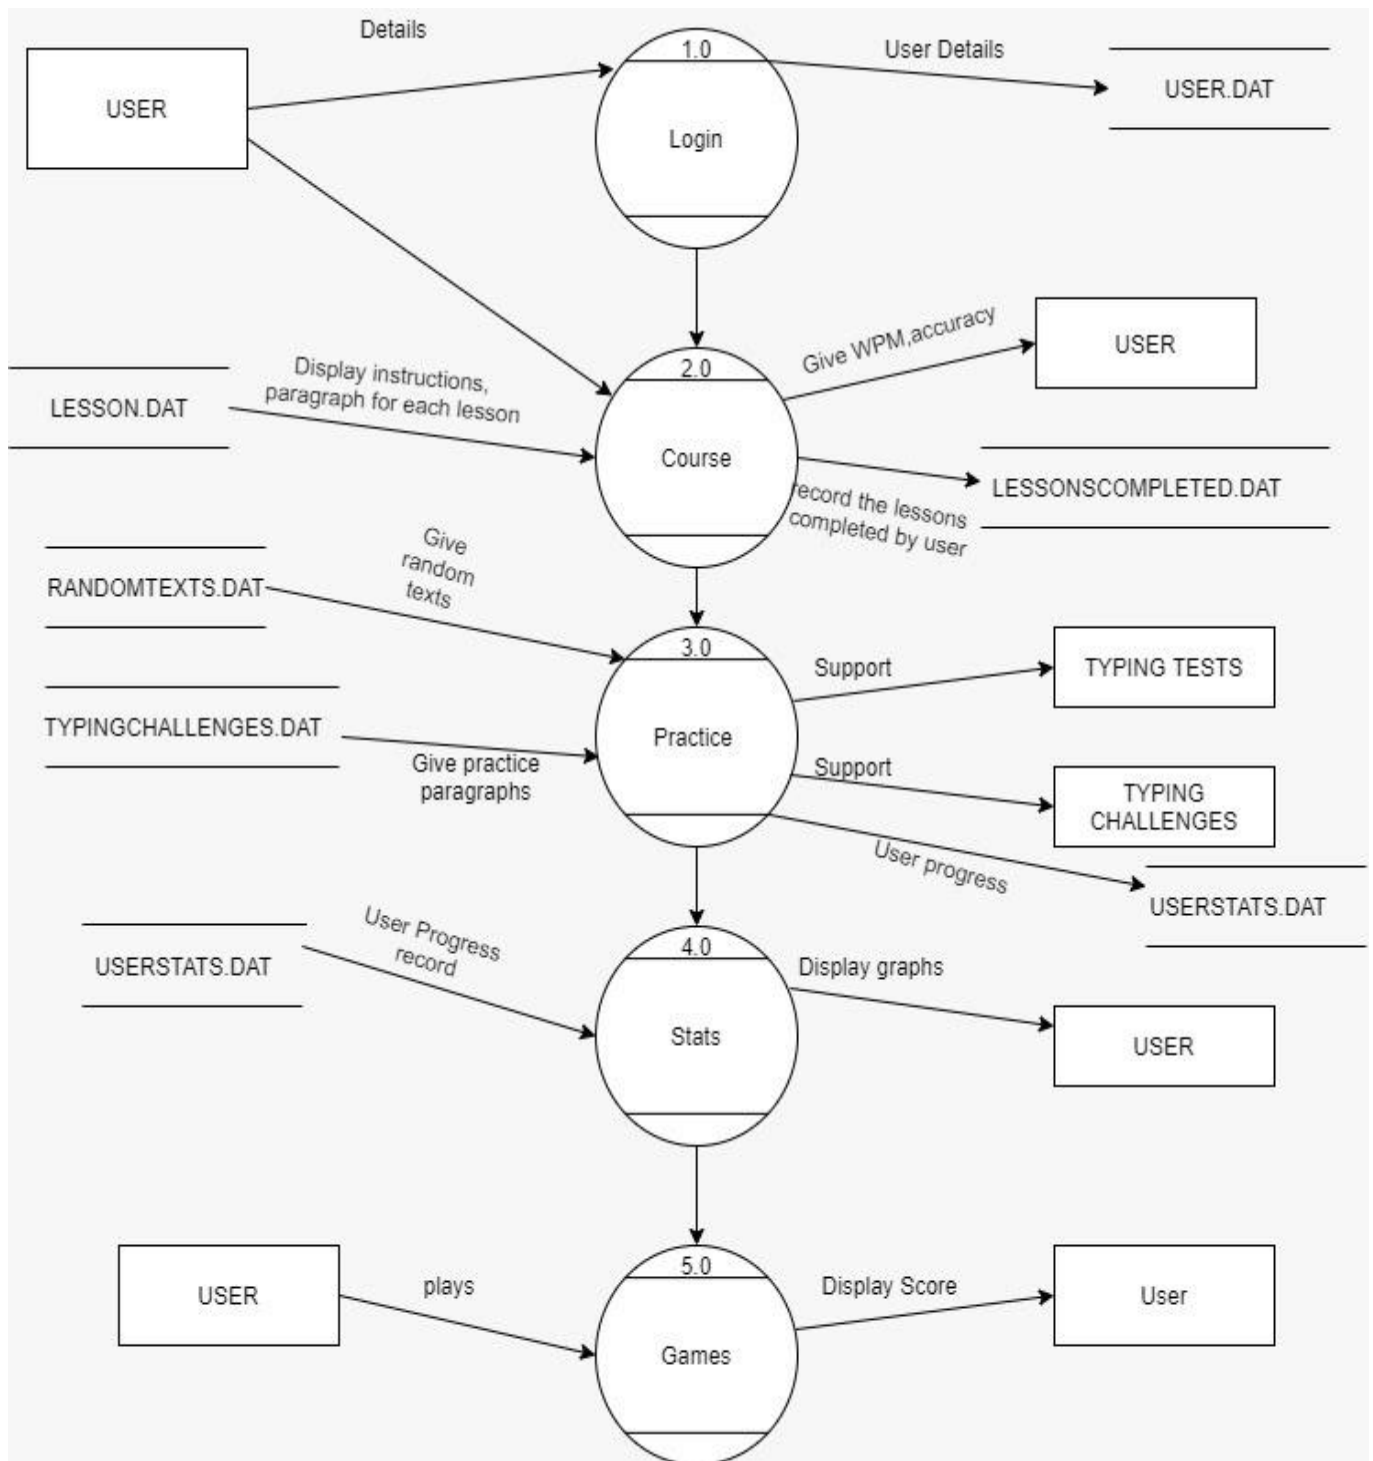 Details
1.0
User Details
USER
Login
USER.DAT
Give WPM,accuracy
USER
2.0
Display instructions,
paragraph for each lesson
LESSON.DAT
Course
record the lessons
completed by user
LESSONSCOMPLETED.DAT
Give
random
texts
RANDOMTEXTS.DAT
3.0
Support
TYPING TESTS
TYPINGCHALLENGES.DAT
Practice
Give practice
paragraphs
Support
TYPING
CHALLENGES
User progress
USERSTATS.DAT
User Progress
record
USERSTATS.DAT
4.0
Display graphs
Stats
USER
5.0
USER
plays
Display Score
User
Games